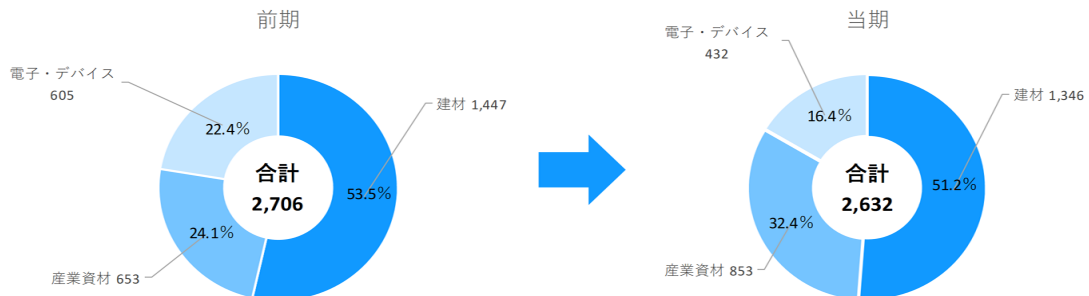 前期
電子・デバイス
605
22.4%
建材 1,447
53.5%
合計
2,706
24.1%
産業資材 653
当期
電子・デバイス
432
16.4%
建材 1,346
51.2%
合計
2,632
32.4%
産業資材 853